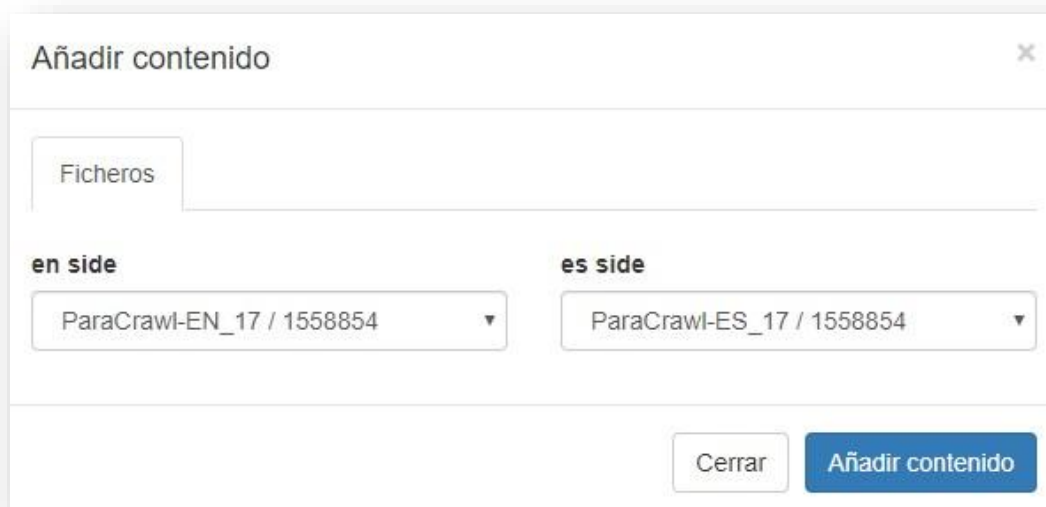 Añadir contenido ×
Ficheros
en side es side
ParaCrawl-EN_17 / 1558854 ParaCrawl-ES_17 / 1558854
Cerrar Añadir contenido